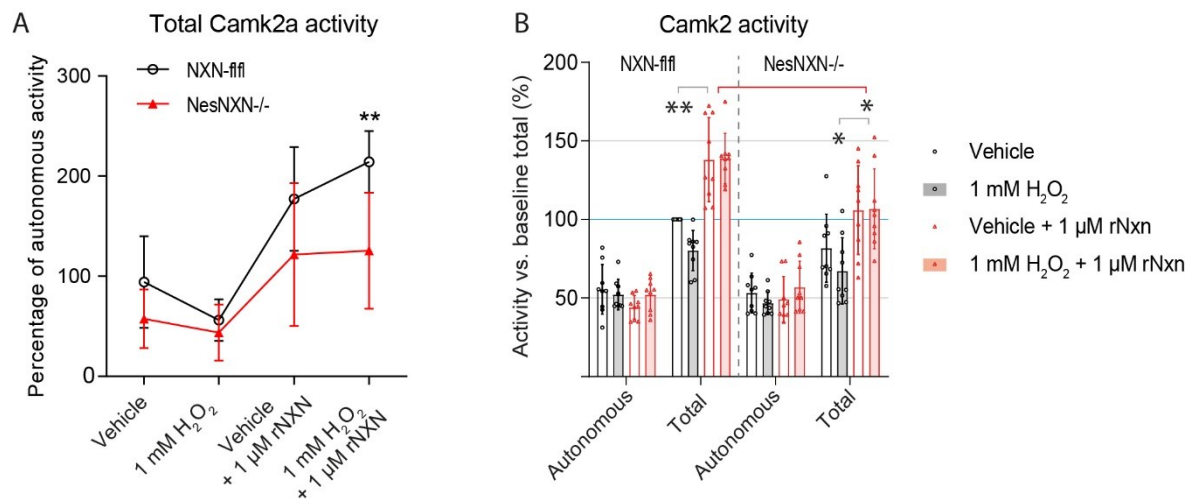 A
Total Camk2a activity
NXN-flfl
NesNXN-/-
**
300
200
100
0
Percentage of autonomous activity
Vehicle
1 mM H₂O₂
Vehicle
+ 1 µM rNXN
1 mM H₂O₂
+ 1 µM rNXN
B
Camk2 activity
NXN-flfl
NesNXN-/-
**
*
*
200
150
100
50
0
Activity vs. baseline total (%)
Autonomous
Total
Autonomous
Total
Vehicle
1 mM H₂O₂
Vehicle + 1 µM rNxn
1 mM H₂O₂ + 1 µM rNxn